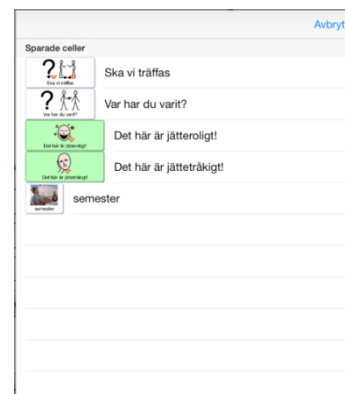 Avbryt
Sparade celler
Ska vi träffas
Ska vi träffas
Var har du varit?
Var har du varit?
Det här är jätteroligt!
Det här är jätteroligt!
Det här är jättetråkigt!
Det här är jättetråkigt!
semester
semester